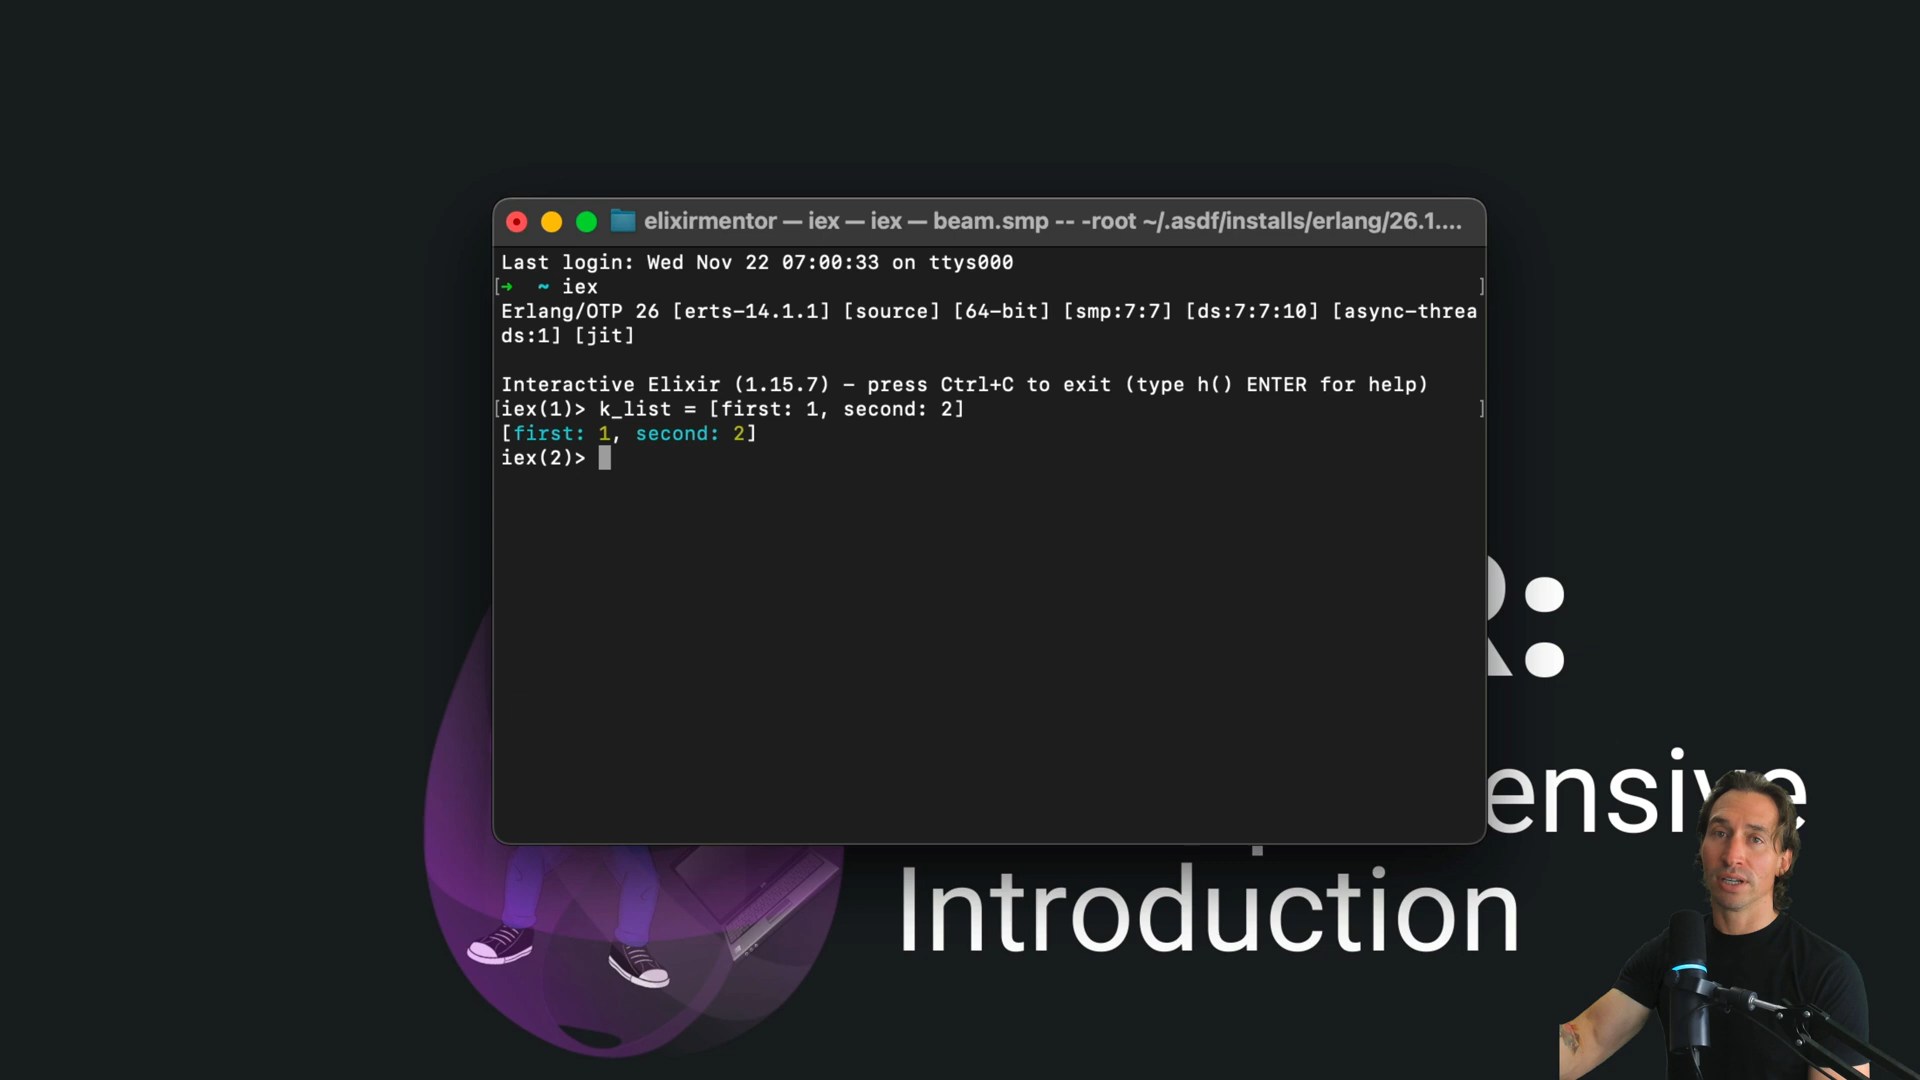 elixirmentor — iex — iex — beam.smp -- -root ~/.asdf/installs/erlang/26.1....
Last login: Wed Nov 22 07:00:33 on ttys000
[→ ~ iex ]
Erlang/OTP 26 [erts-14.1.1] [source] [64-bit] [smp:7:7] [ds:7:7:10] [async-threa
ds:1] [jit]
Interactive Elixir (1.15.7) – press Ctrl+C to exit (type h() ENTER for help)
[iex(1)> k_list = [first: 1, second: 2] ]
[first: 1, second: 2]
iex(2)>
R:
ensive
Introduction